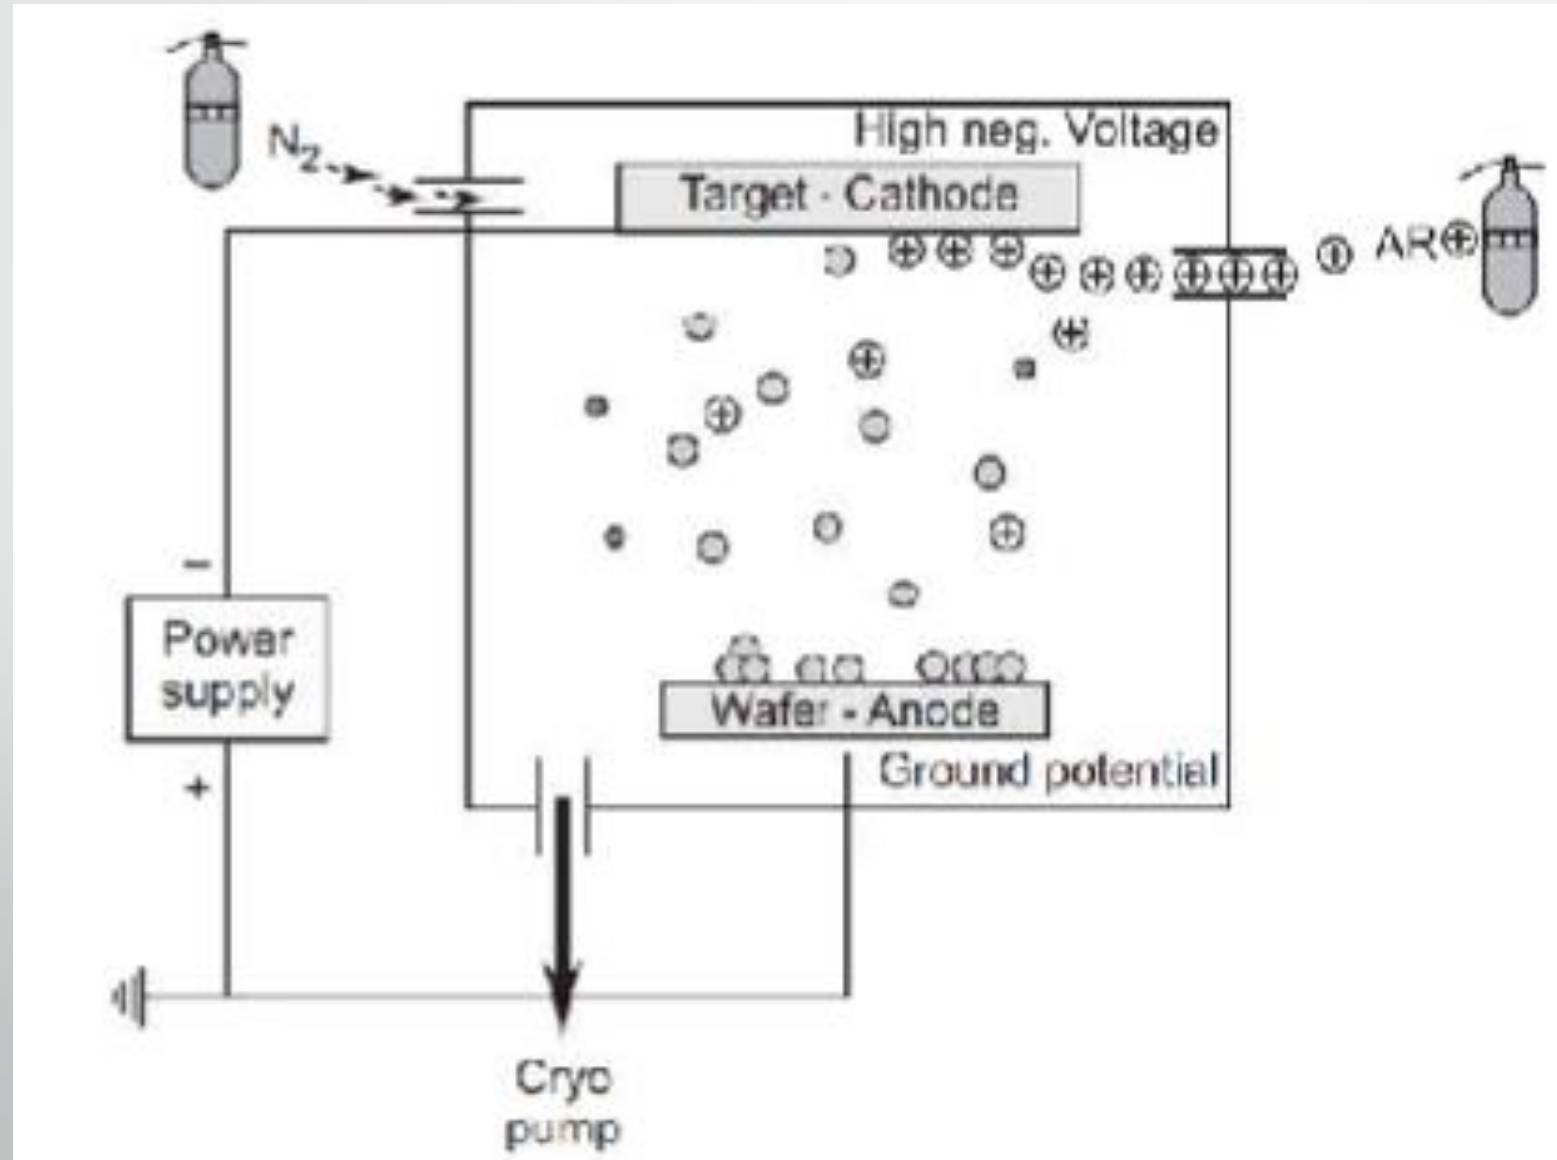 N2
High neg. Voltage
Target - Cathode
AR
Power
supply
Wafer - Anode
Ground potential
Cryo
pump